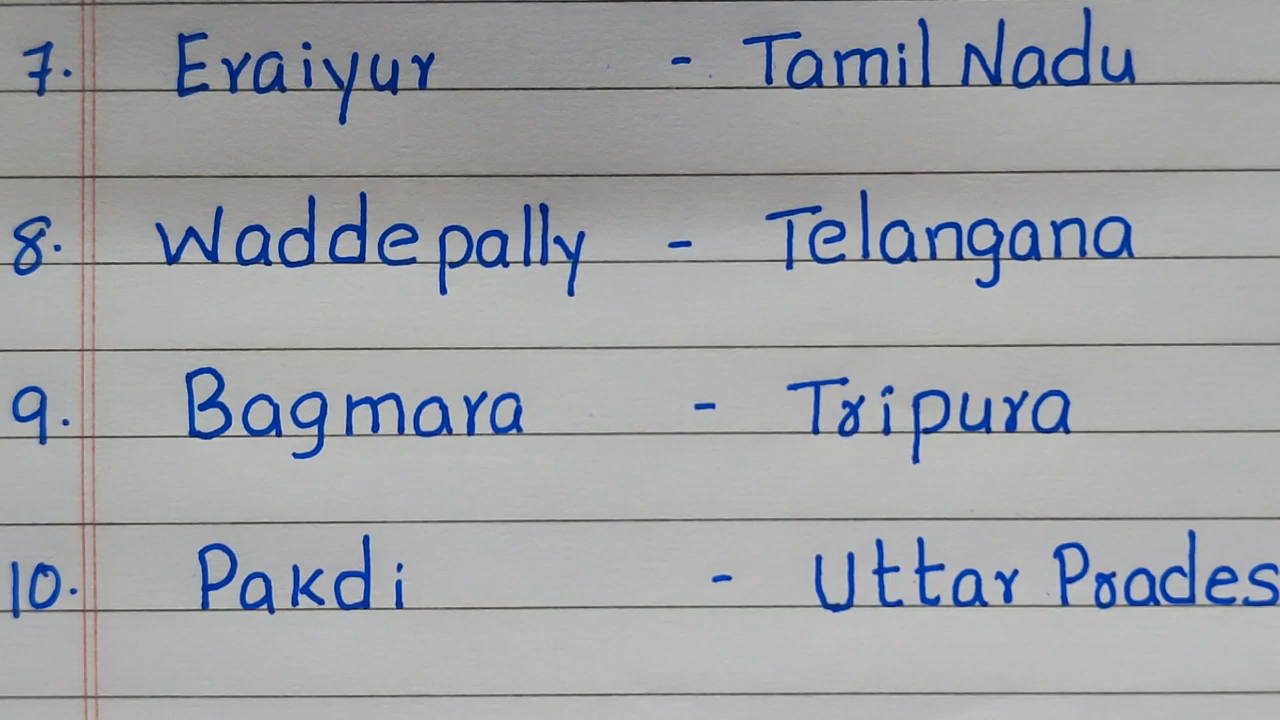 7. Eraiyur - Tamil Nadu
8. Waddepally - Telangana
9. Bagmara - Tripura
10. Pakdi - Uttar Prades